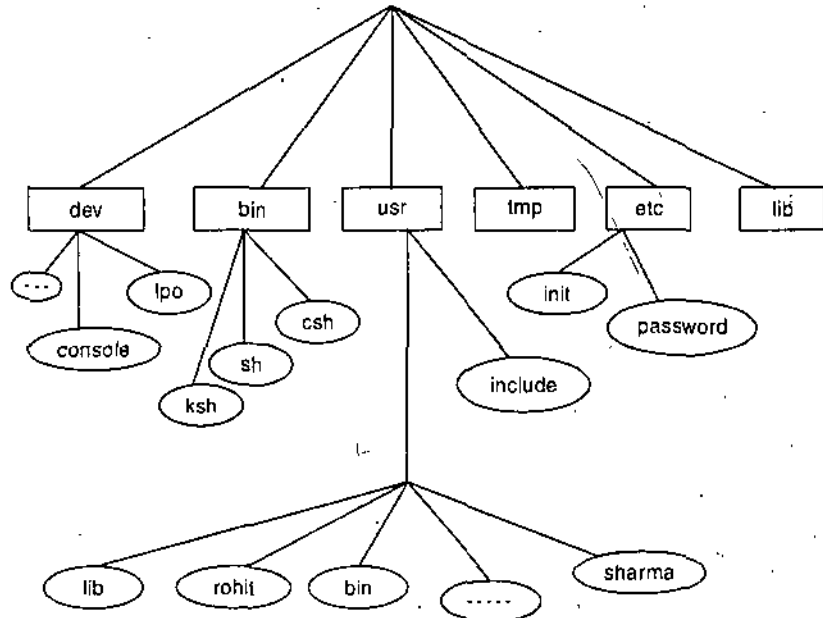 dev
bin
usr
tmp
etc
lib
---
lpo
console
csh
sh
ksh
include
init
password
lib
rohit
bin
-----
sharma